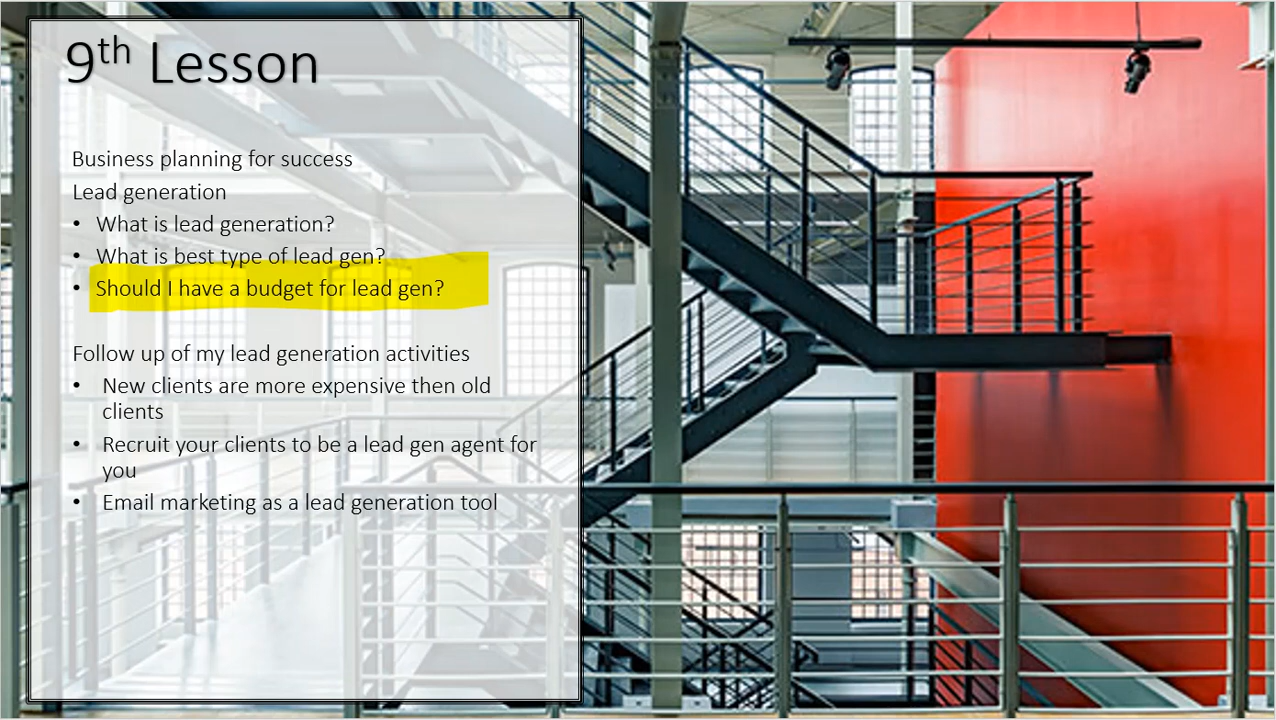 9th Lesson
Business planning for success
Lead generation
• What is lead generation?
• What is best type of lead gen?
• Should I have a budget for lead gen?
Follow up of my lead generation activities
• New clients are more expensive then old
clients
• Recruit your clients to be a lead gen agent for
you
• Email marketing as a lead generation tool